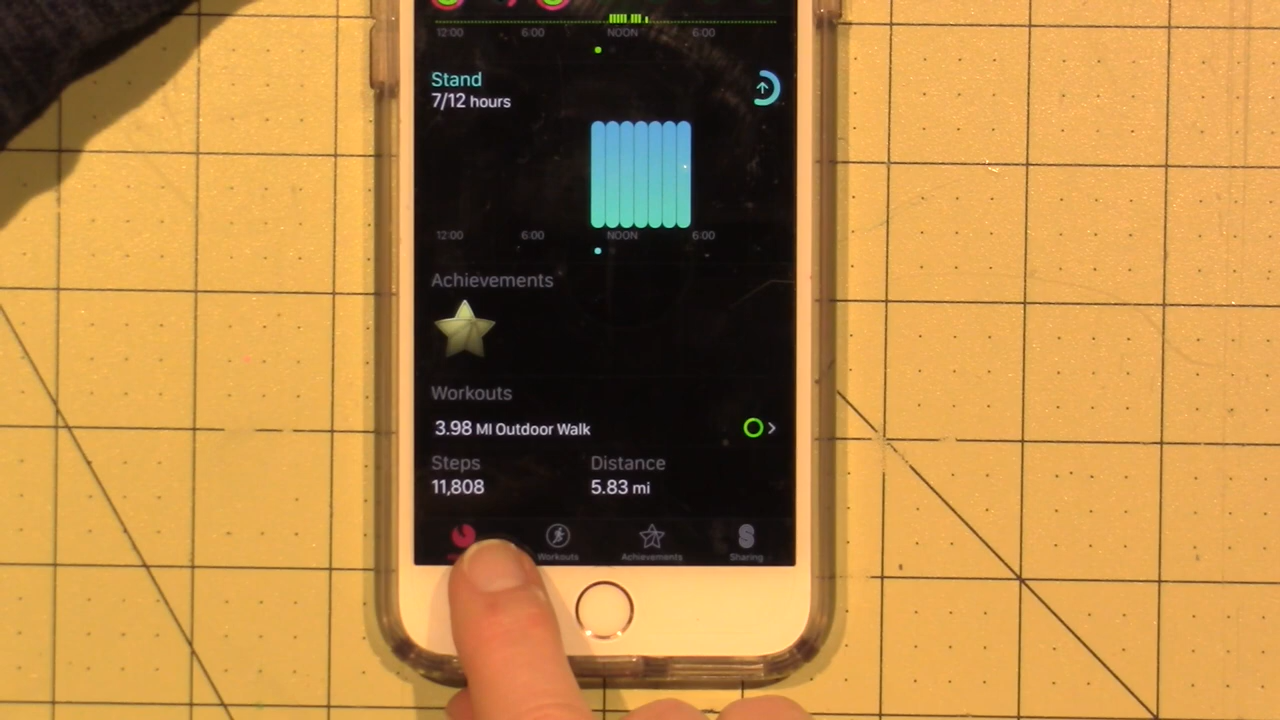 12:00 6:00 NOON 6:00
Stand
7/12 hours
12:00 6:00 NOON 6:00
Achievements
Workouts
3.98 MI Outdoor Walk
Steps Distance
11,808 5.83 mi
Workouts Achievements Sharing